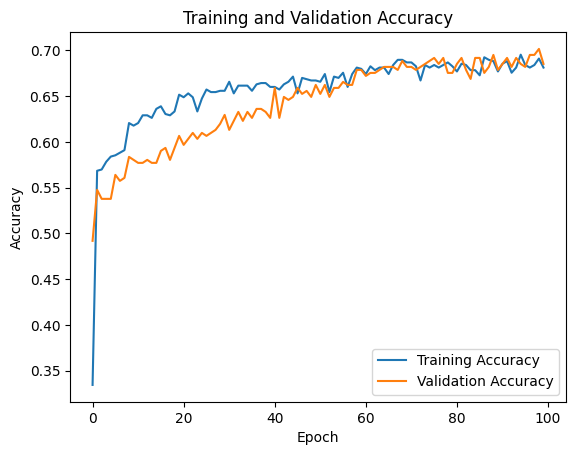 Training and Validation Accuracy
0.70
0.65
0.60
0.55
0.50
0.45
0.40
0.35
Accuracy
Training Accuracy
Validation Accuracy
0 20 40 60 80 100
Epoch